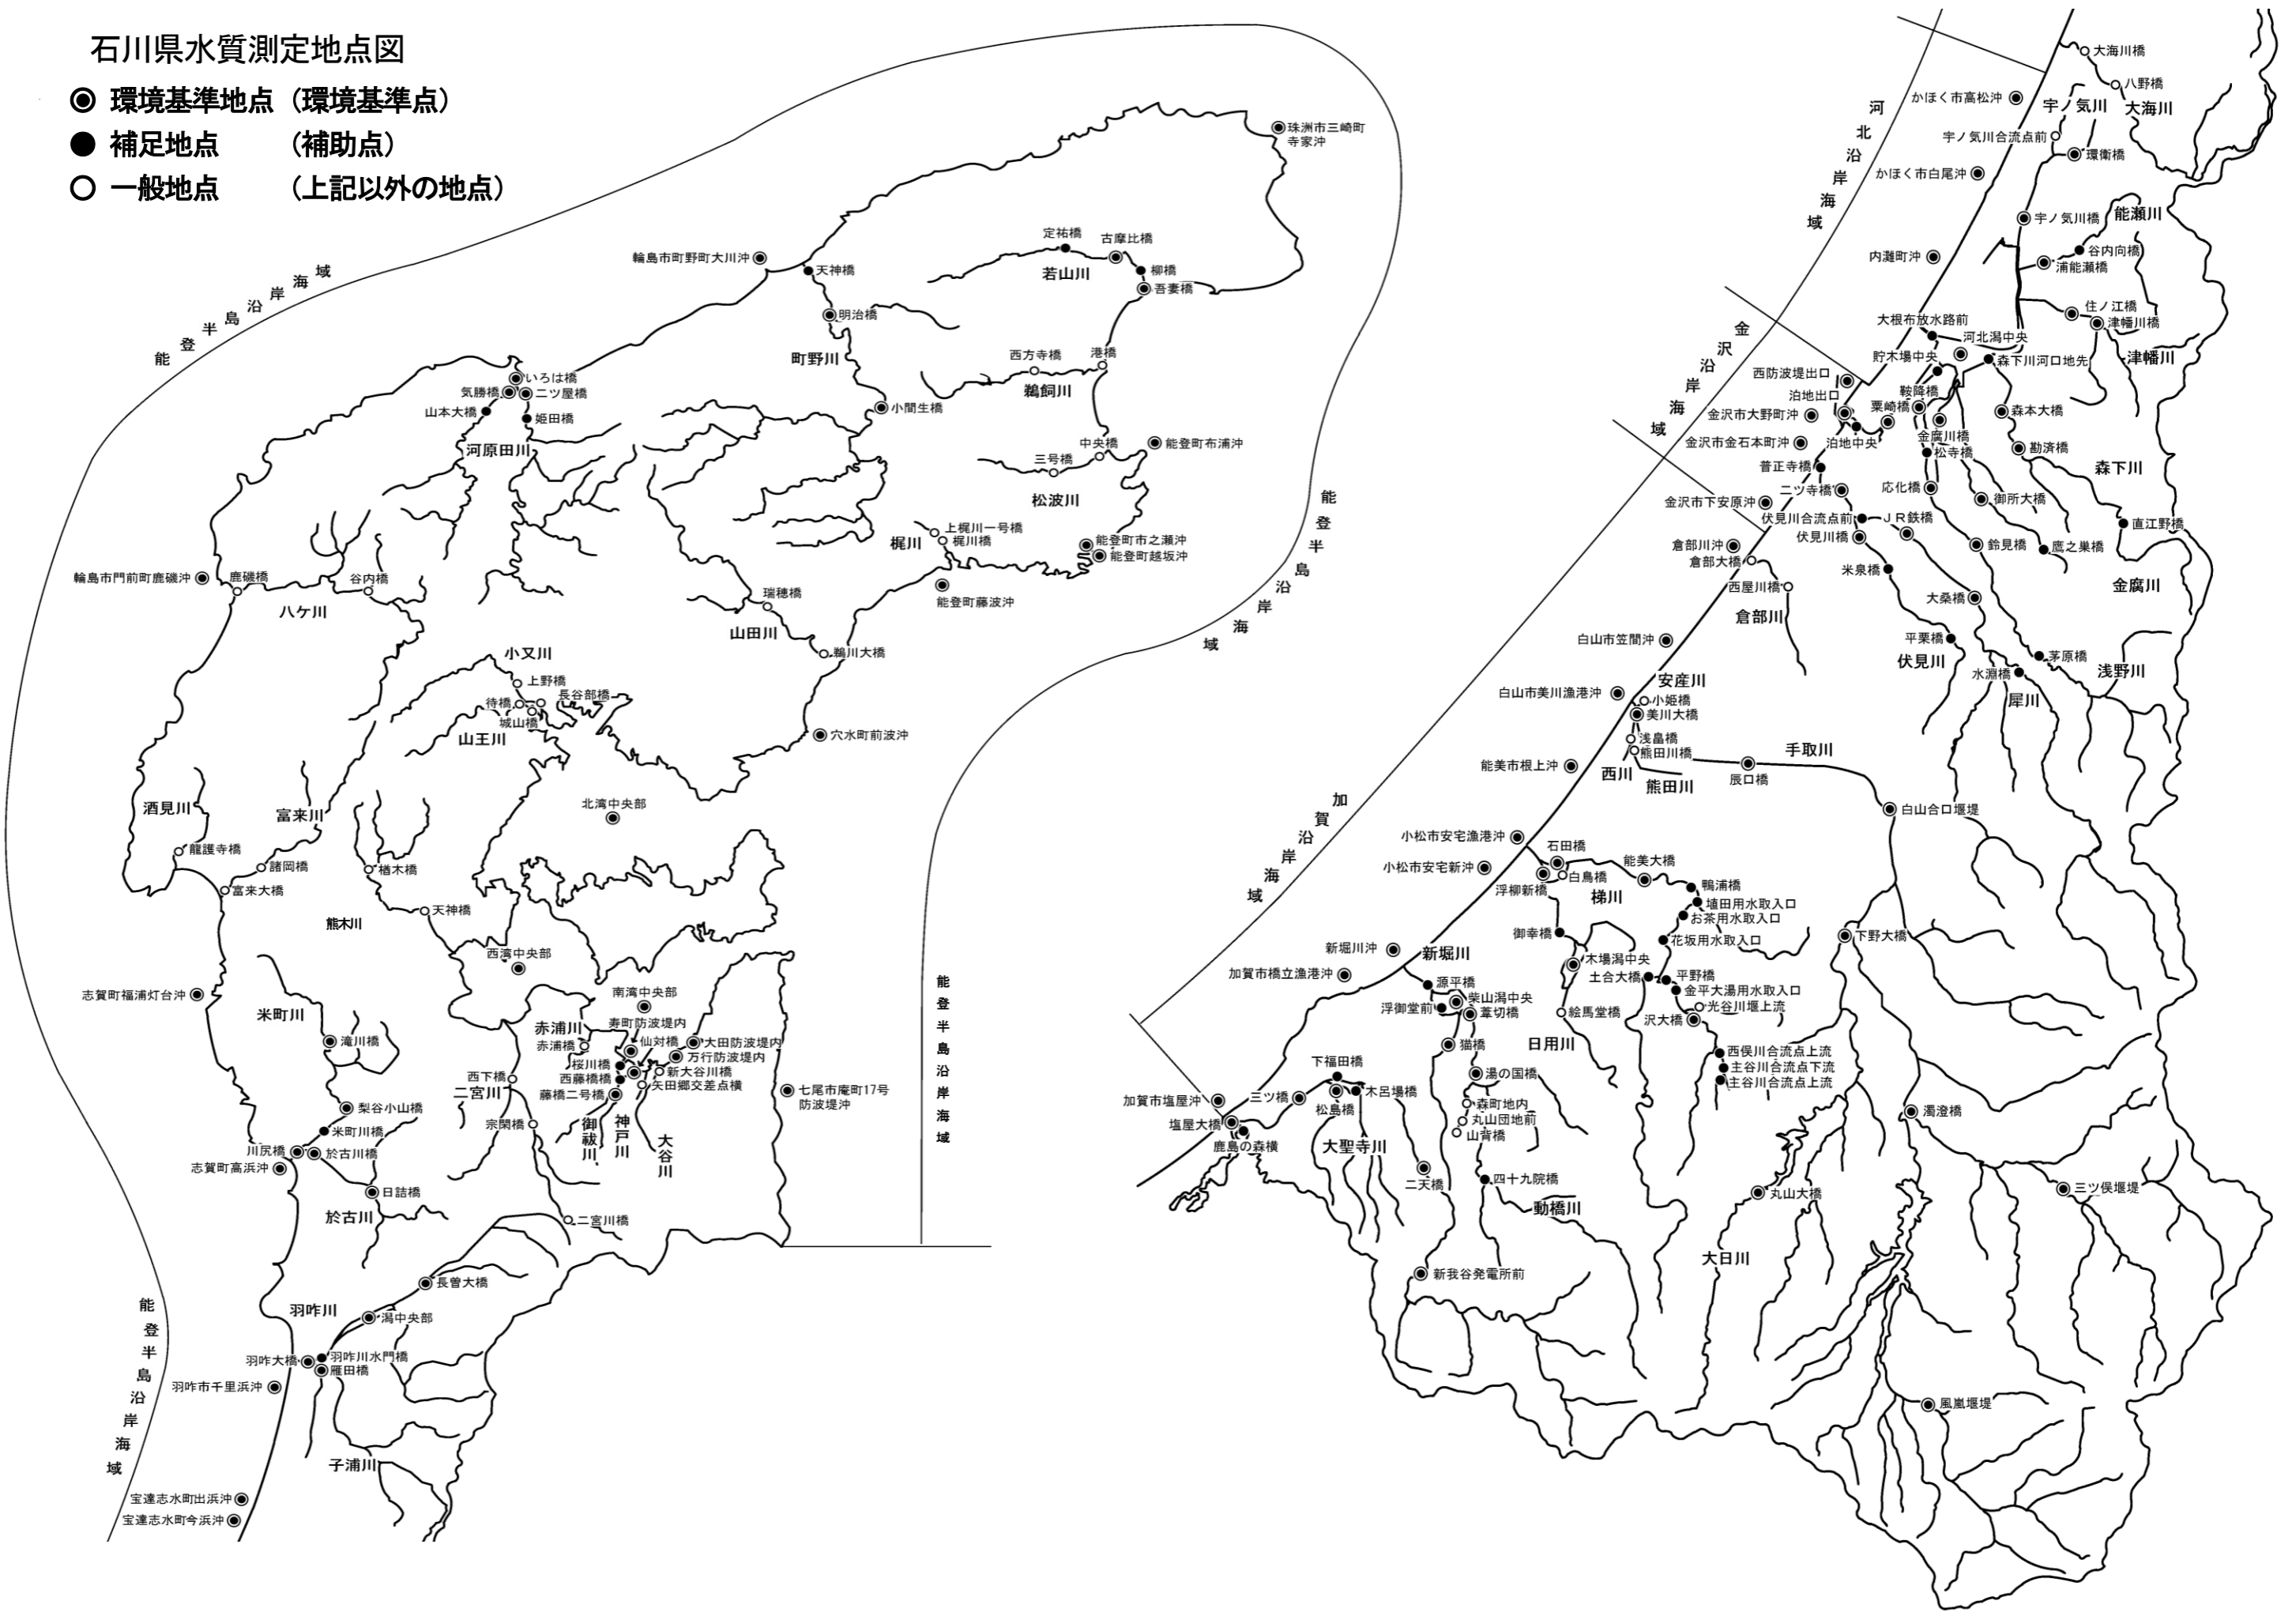 石川県水質測定地点図
◉ 環境基準地点（環境基準点）
● 補足地点　　（補助点）
○ 一般地点　　（上記以外の地点）
能登半島沿岸海域
珠洲市三崎町
寺家沖
輪島市町野町大川沖
天神橋
明治橋
町野川
小間生橋
定祐橋
古摩比橋
若山川
柳橋
吾妻橋
西方寺橋
港橋
鵜飼川
中央橋
三号橋
松波川
能登町布浦沖
上梶川一号橋
梶川
梶川橋
能登町市之瀬沖
能登町越坂沖
能登町藤波沖
能登半島沿岸海域
いろは橋
気勝橋
二ツ屋橋
山本大橋
姫田橋
河原田川
輪島市門前町鹿磯沖
鹿磯橋
谷内橋
八ケ川
瑞穂橋
山田川
鵜川大橋
小又川
上野橋
待橋
長谷部橋
城山橋
山王川
穴水町前波沖
北湾中央部
酒見川
富来川
龍護寺橋
諸岡橋
富来大橋
楢木橋
天神橋
熊木川
西湾中央部
志賀町福浦灯台沖
米町川
滝川橋
南湾中央部
寿町防波堤内
赤浦川
赤浦橋
仙対橋
大田防波堤内
万行防波堤内
桜川橋
西藤橋橋
新大谷川橋
藤橋二号橋
矢田郷交差点横
西下橋
二宮川
宗閑橋
御祓川
神戸川
大谷川
七尾市庵町17号
防波堤沖
能登半島沿岸海域
梨谷小山橋
米町川橋
川尻橋
於古川橋
志賀町高浜沖
日詰橋
於古川
二宮川橋
長曽大橋
羽咋川
潟中央部
羽咋大橋
羽咋川水門橋
雁田橋
羽咋市千里浜沖
子浦川
宝達志水町出浜沖
宝達志水町今浜沖
能登半島沿岸海域
河北沿岸海域
大海川橋
八野橋
かほく市高松沖
宇ノ気川
大海川
宇ノ気川合流点前
環衛橋
かほく市白尾沖
宇ノ気川橋
能瀬川
谷内向橋
浦能瀬橋
内灘町沖
住ノ江橋
津幡川橋
津幡川
大根布放水路前
河北潟中央
貯木場中央
森下川河口地先
金沢沿岸海域
西防波堤出口
泊地出口
鞍降橋
粟崎橋
森本大橋
金沢市大野町沖
金沢市金石本町沖
泊地中央
金腐川橋
松寺橋
勘済橋
森下川
普正寺橋
二ツ寺橋
応化橋
御所大橋
金沢市下安原沖
伏見川合流点前
ＪＲ鉄橋
伏見川橋
鈴見橋
鷹之巣橋
直江野橋
金腐川
倉部川沖
倉部大橋
米泉橋
西屋川橋
大桑橋
倉部川
平栗橋
伏見川
茅原橋
水淵橋
浅野川
犀川
白山市笠間沖
安産川
白山市美川漁港沖
小姫橋
美川大橋
浅畠橋
熊田川橋
手取川
能美市根上沖
西川
熊田川
辰口橋
白山合口堰堤
加賀沿岸海域
小松市安宅漁港沖
石田橋
能美大橋
小松市安宅新沖
浮柳新橋
白鳥橋
梯川
鴨浦橋
埴田用水取入口
お茶用水取入口
御幸橋
花坂用水取入口
下野大橋
新堀川沖
新堀川
木場潟中央
土合大橋
平野橋
加賀市橋立漁港沖
源平橋
金平大湯用水取入口
柴山潟中央
浮御堂前
葦切橋
絵馬堂橋
光谷川堰上流
沢大橋
猫橋
日用川
西俣川合流点上流
主谷川合流点下流
主谷川合流点上流
下福田橋
湯の国橋
加賀市塩屋沖
三ツ橋
木呂場橋
松島橋
森町地内
丸山団地前
山背橋
塩屋大橋
鹿島の森横
大聖寺川
二天橋
四十九院橋
動橋川
濁澄橋
三ツ俣堰堤
丸山大橋
大日川
新我谷発電所前
風嵐堰堤